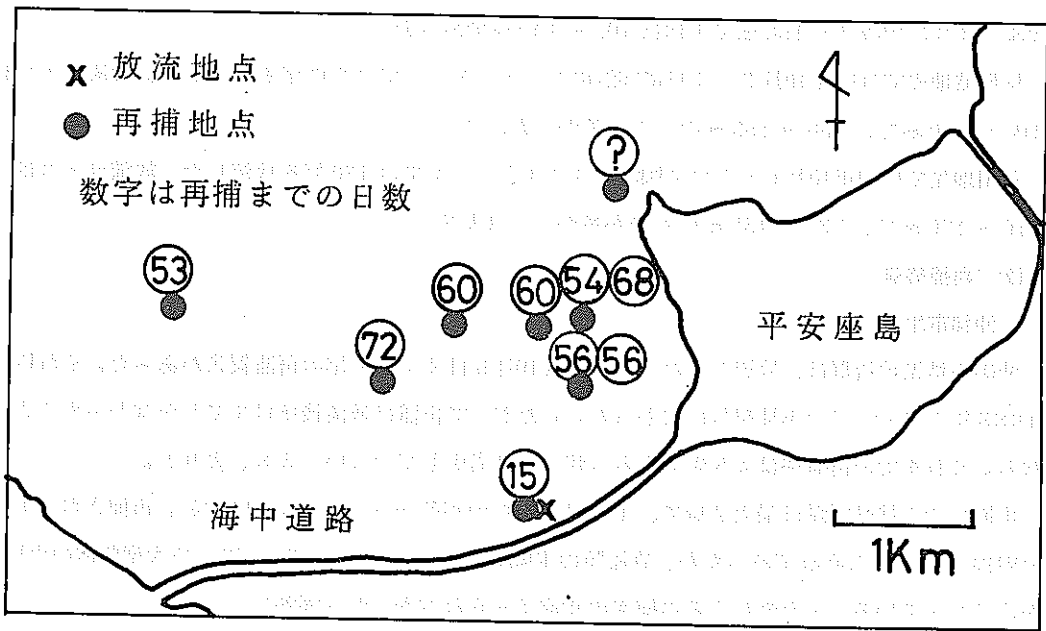 x 放流地点
● 再捕地点
数字は再捕までの日数
?
53
60
60
54 68
72
56 56
15
平安座島
海中道路
1Km